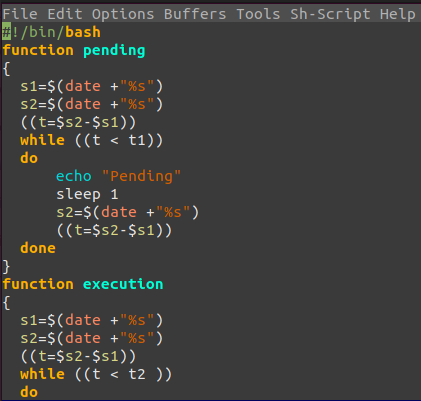 File Edit Options Buffers Tools Sh-Script Help
#!/bin/bash
function pending
{
  s1=$(date +"%s")
  s2=$(date +"%s")
  ((t=$s2-$s1))
  while ((t < t1))
  do
      echo "Pending"
      sleep 1
      s2=$(date +"%s")
      ((t=$s2-$s1))
  done
}
function execution
{
  s1=$(date +"%s")
  s2=$(date +"%s")
  ((t=$s2-$s1))
  while ((t < t2 ))
  do